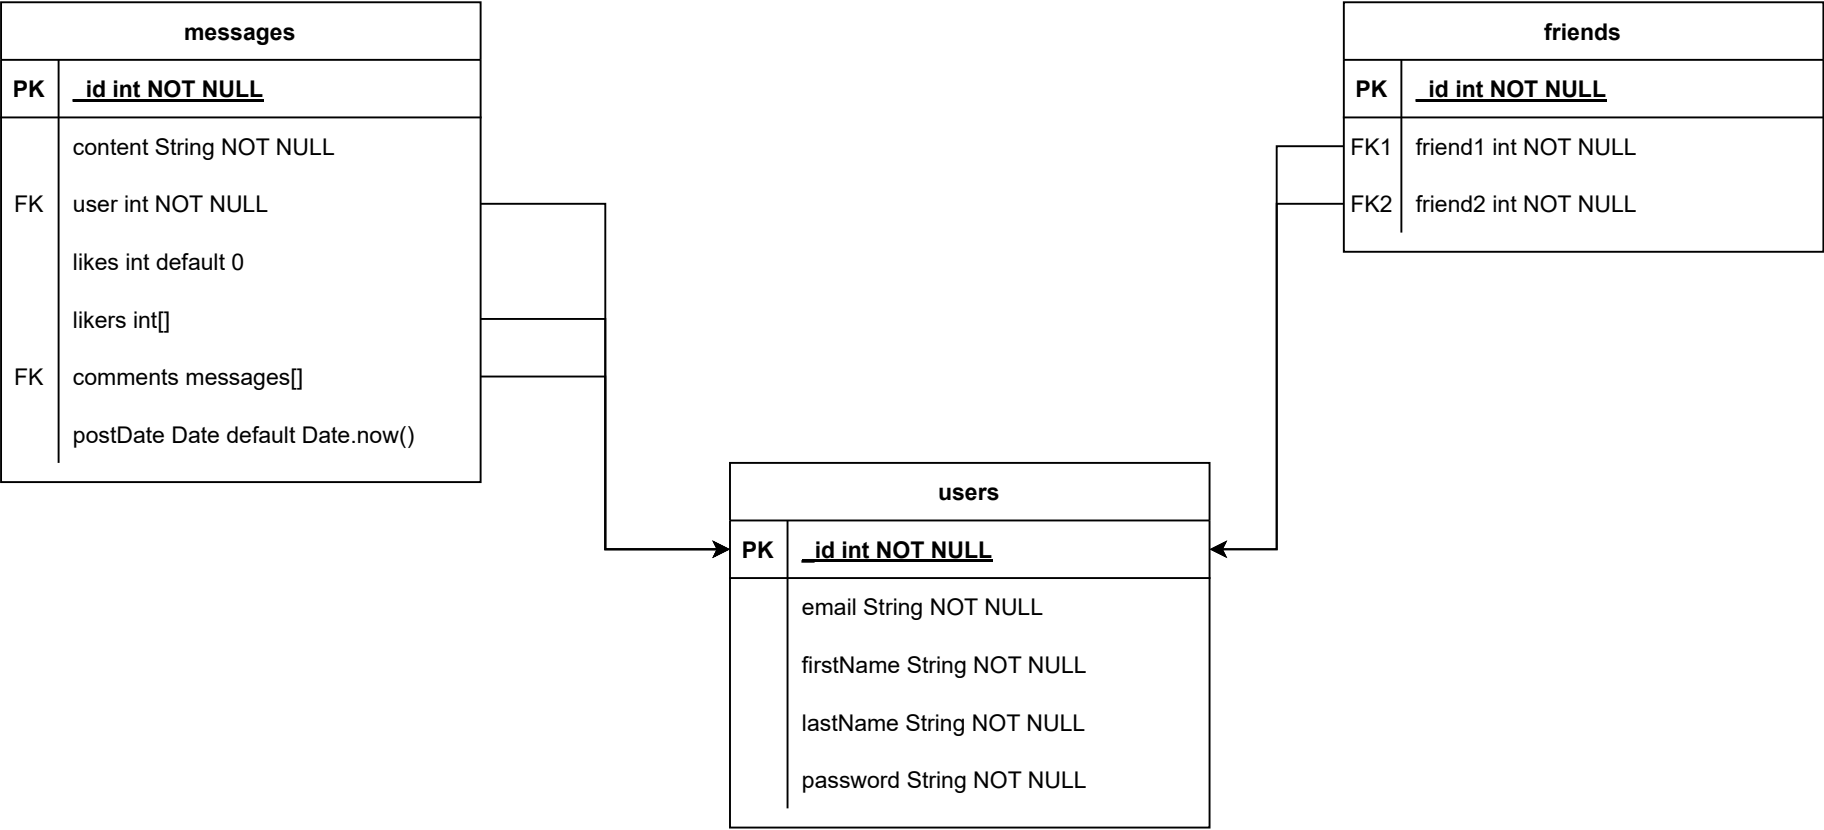 messages
PK _id int NOT NULL
content String NOT NULL
FK user int NOT NULL
likes int default 0
likers int[]
FK comments messages[]
postDate Date default Date.now()
friends
PK _id int NOT NULL
FK1 friend1 int NOT NULL
FK2 friend2 int NOT NULL
users
PK _id int NOT NULL
email String NOT NULL
firstName String NOT NULL
lastName String NOT NULL
password String NOT NULL